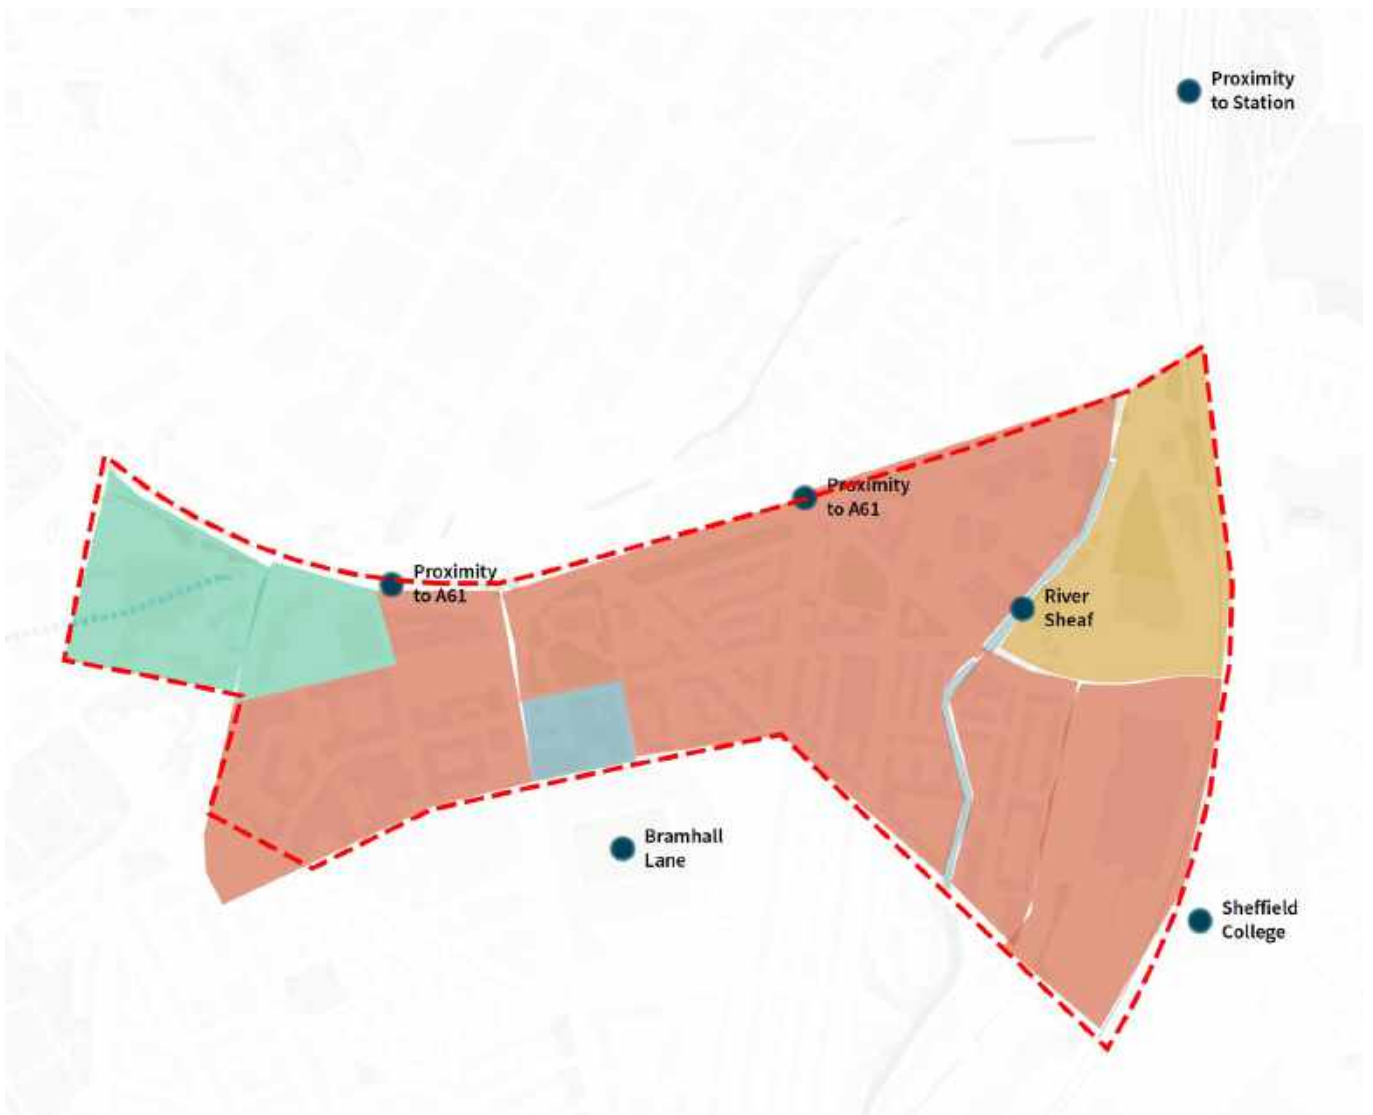 Proximity
to Station
Proximity
to A61
Proximity
to A61
River
Sheaf
Bramhall
Lane
Sheffield
College